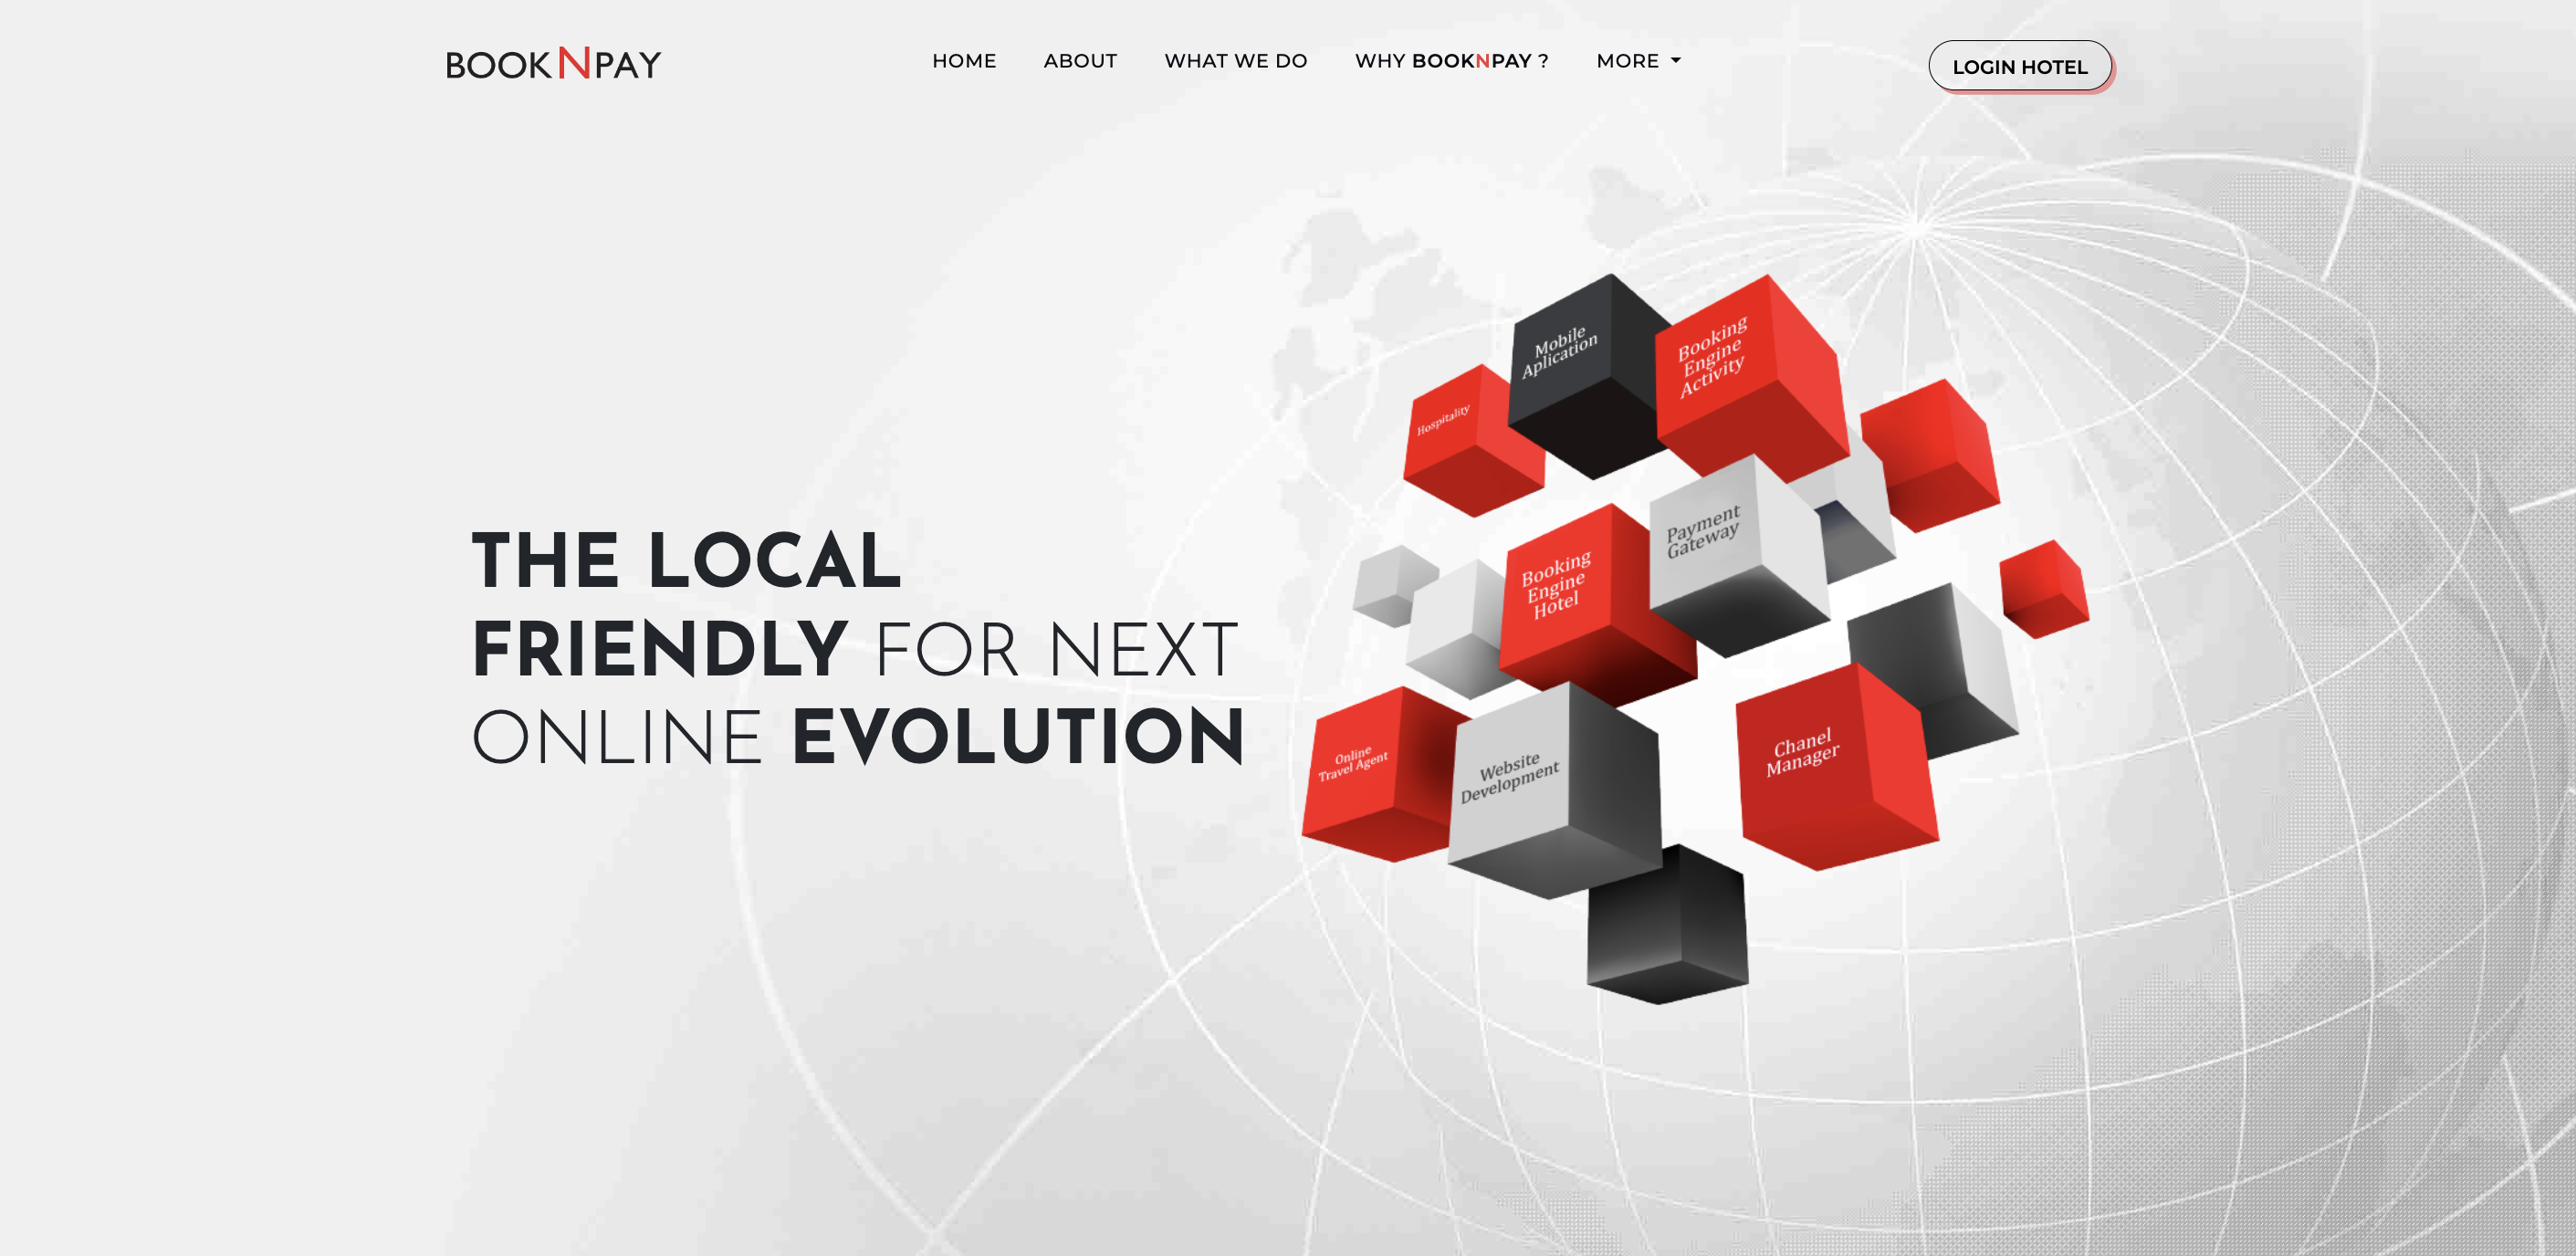 BOOKNPAY
HOME
ABOUT
WHAT WE DO
WHY BOOKNPAY ?
MORE
LOGIN HOTEL
THE LOCAL
FRIENDLY FOR NEXT
ONLINE EVOLUTION
Mobile
Aplication
Booking
Engine
Activity
Hospitality
Payment
Gateway
Booking
Engine
Hotel
Online
Travel Agent
Website
Development
Chanel
Manager